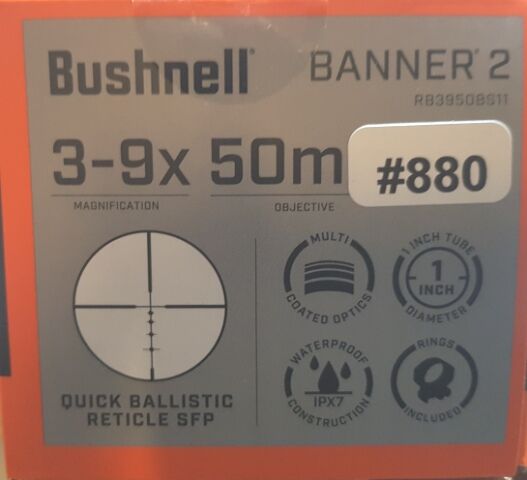 Bushnell®
BANNER® 2
RB3950BS11
3-9x 50m
#880
MAGNIFICATION
OBJECTIVE
MULTI
COATED OPTICS
1 INCH TUBE
1
INCH
DIAMETER
WATERPROOF
IPX7
CONSTRUCTION
RINGS
INCLUDED
QUICK BALLISTIC
RETICLE SFP